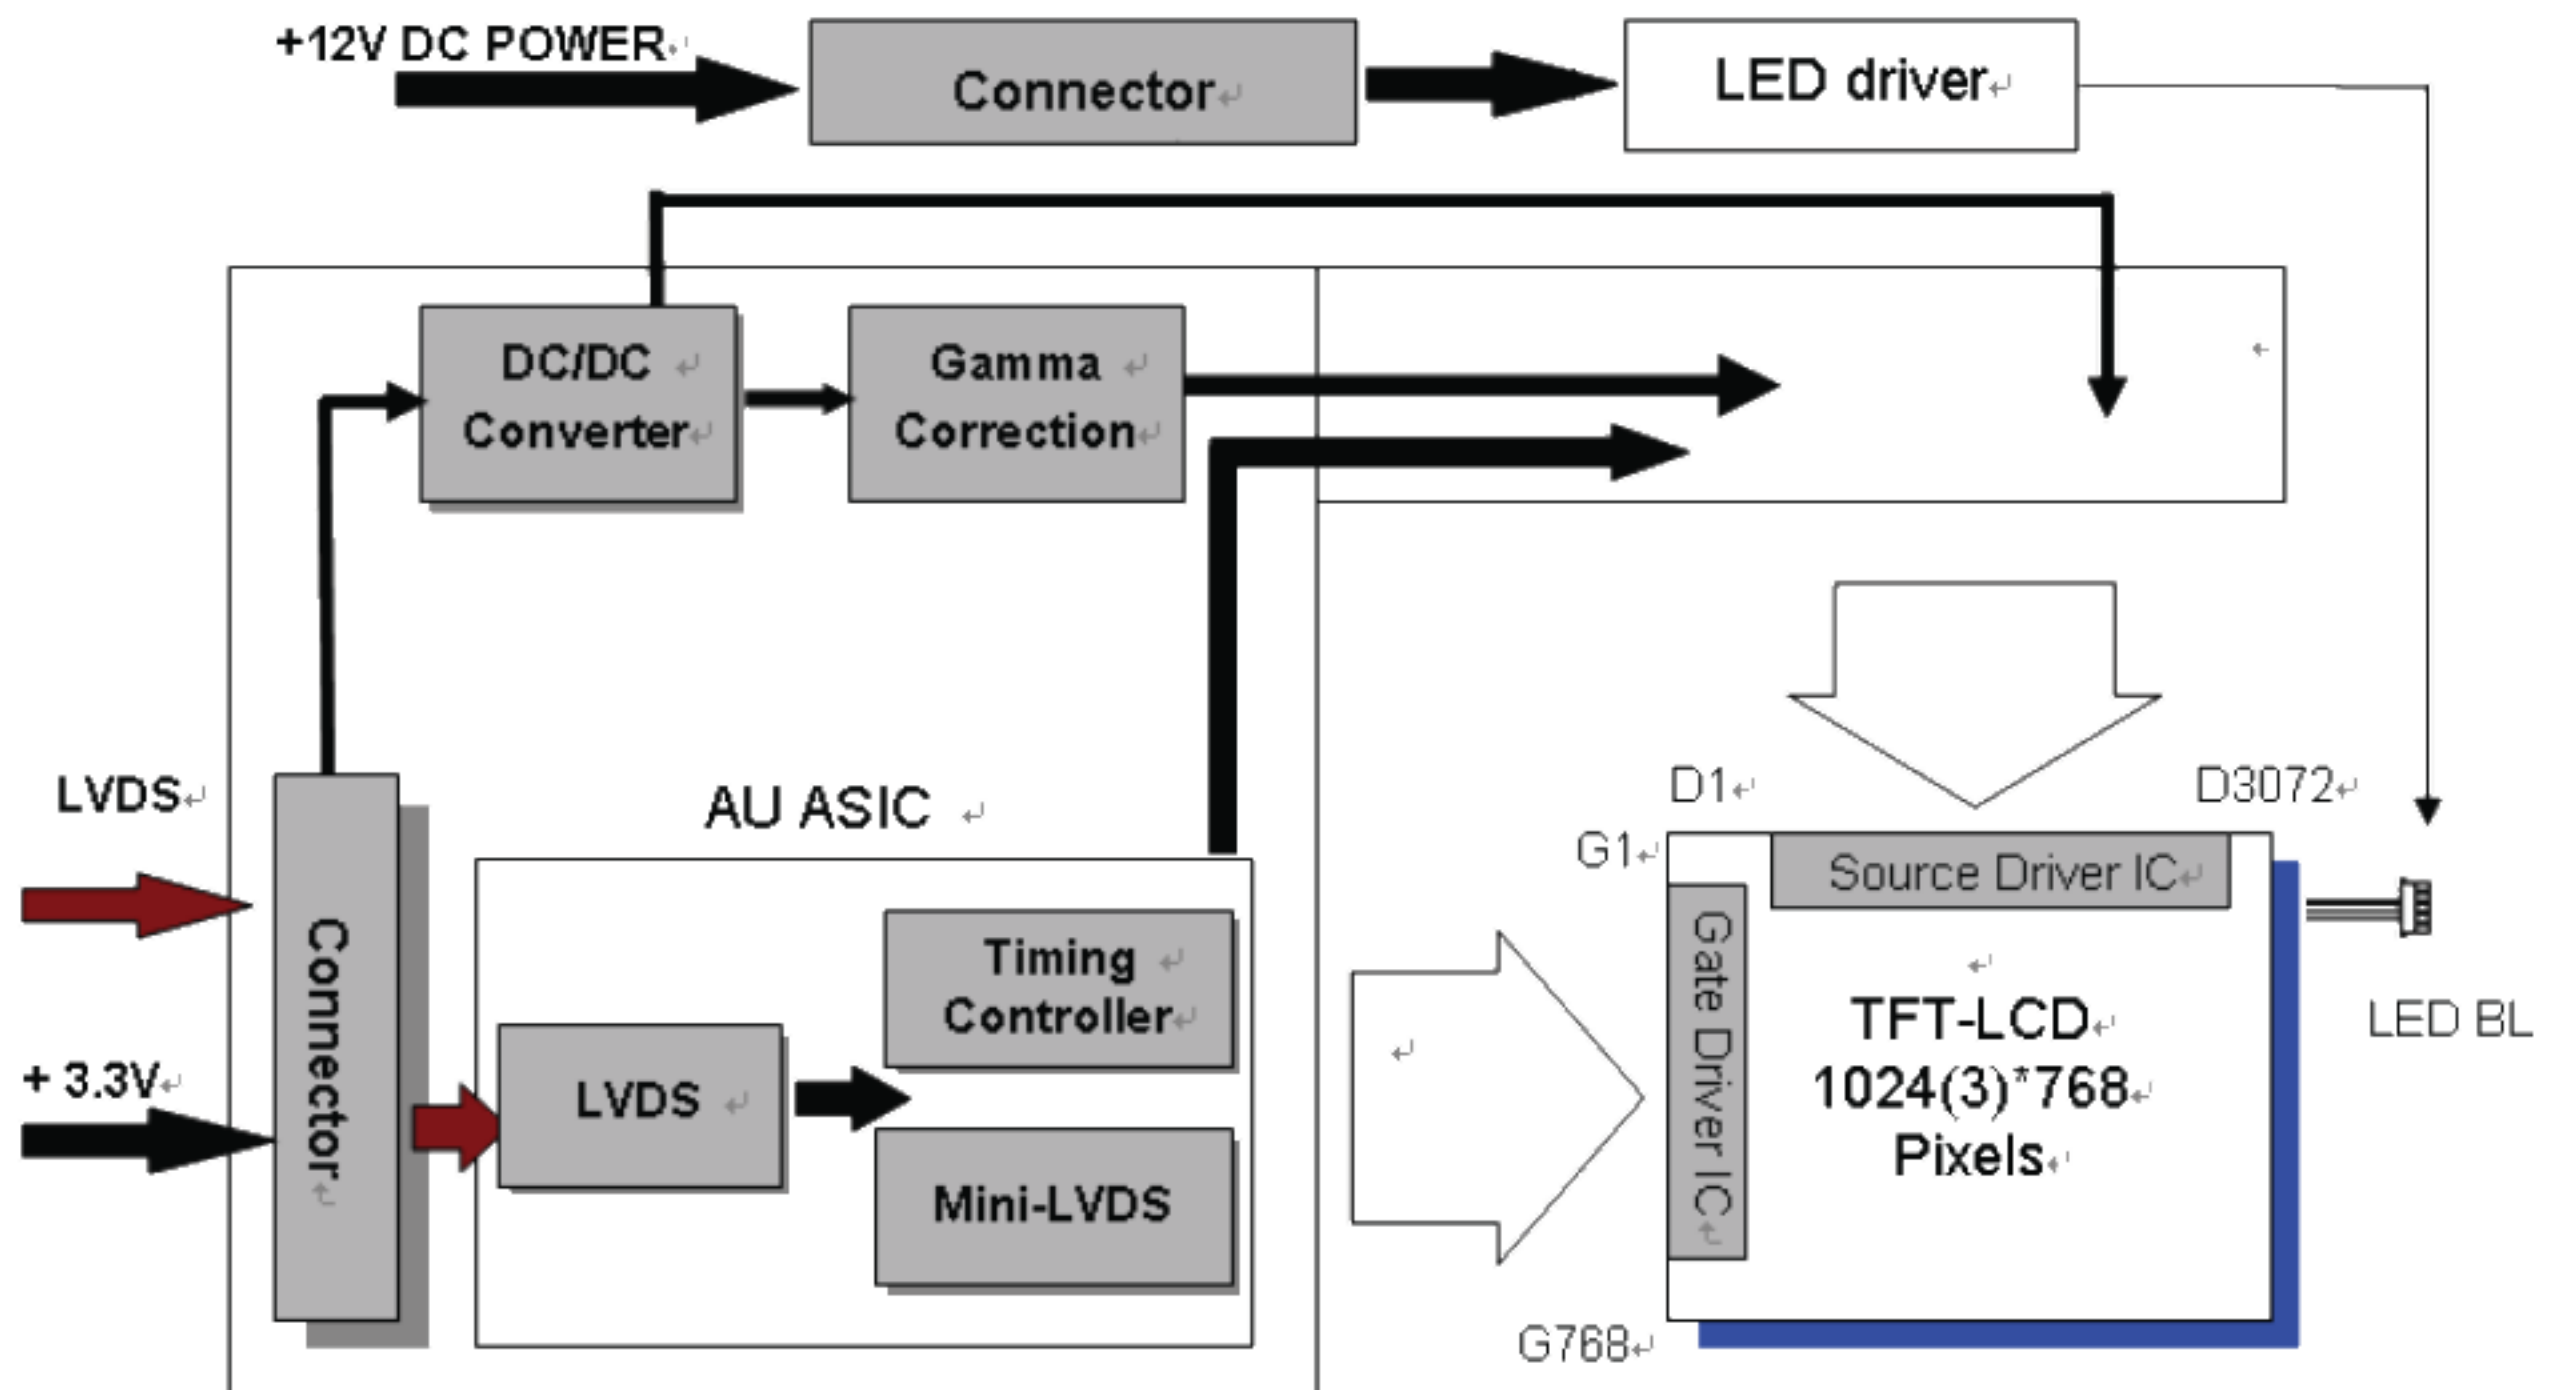 +12V DC POWER
Connector
LED driver
DC/DC
Converter
Gamma
Correction
LVDS
+ 3.3V
Connector
AU ASIC
LVDS
Timing
Controller
Mini-LVDS
D1
D3072
G1
G768
Source Driver IC
Gate Driver IC
TFT-LCD
1024(3)*768
Pixels
LED BL